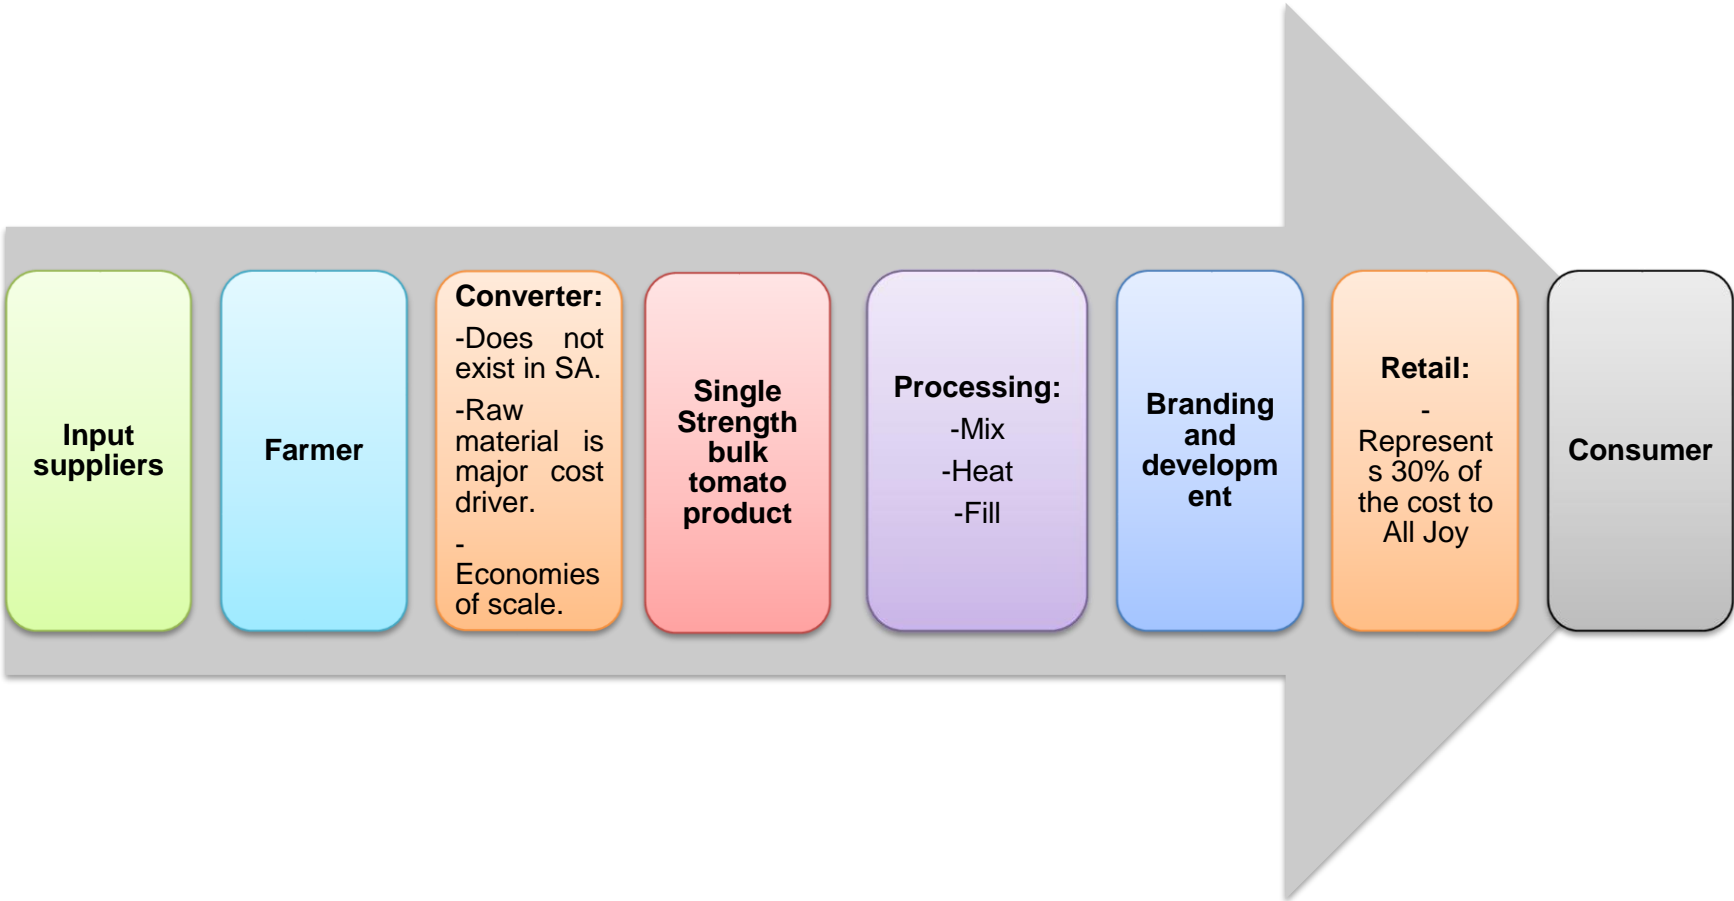 Input
suppliers
Farmer
Converter:
-Does not
exist in SA.
-Raw
material is
major cost
driver.
-
Economies
of scale.
Single
Strength
bulk
tomato
product
Processing:
-Mix
-Heat
-Fill
Branding
and
developm
ent
Retail:
-
Represent
s 30% of
the cost to
All Joy
Consumer